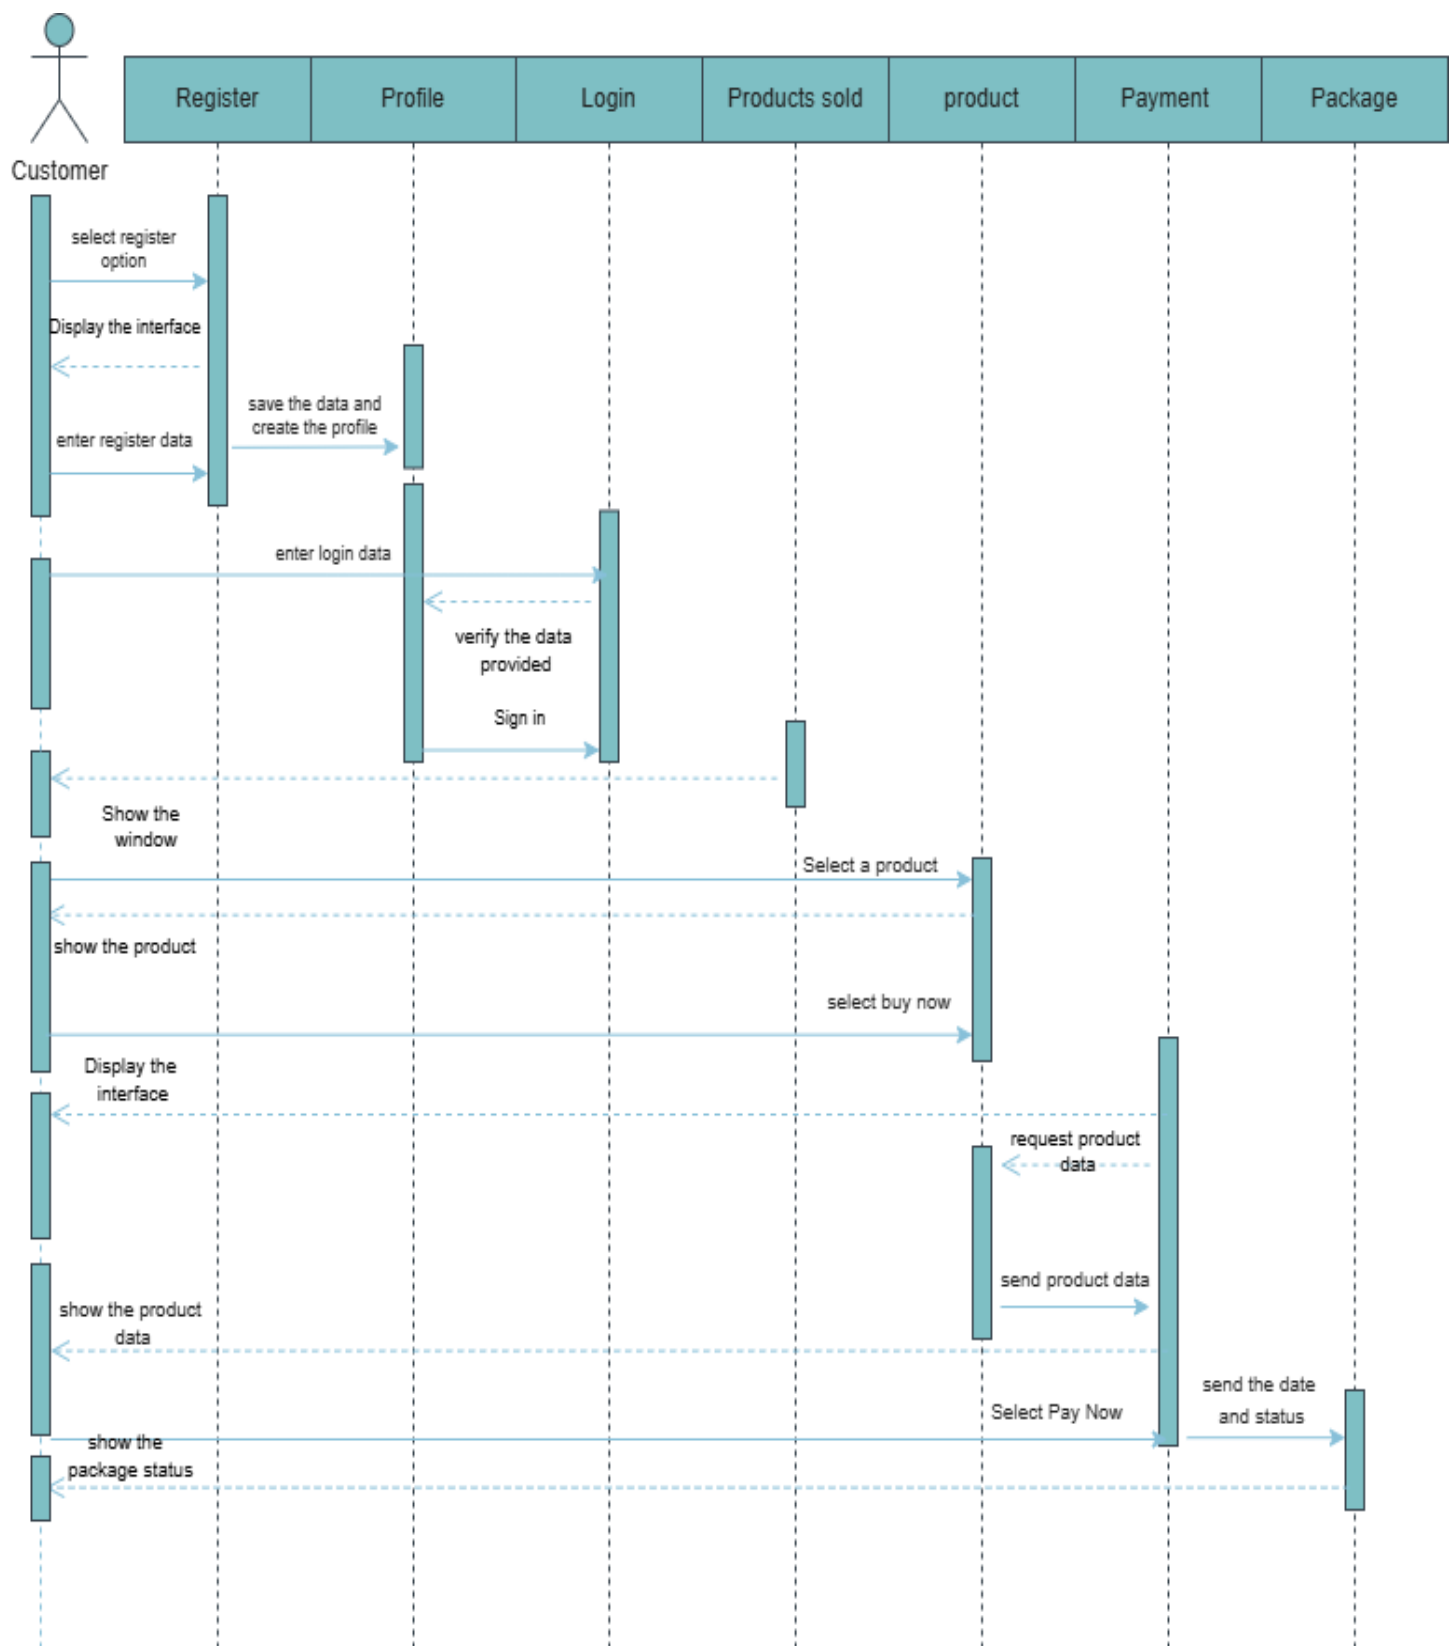 Register
Profile
Login
Products sold
product
Payment
Package
Customer
select register
option
Display the interface
save the data and
create the profile
enter register data
enter login data
verify the data
provided
Sign in
Show the
window
Select a product
show the product
select buy now
Display the
interface
request product
data
send product data
show the product
data
send the date
and status
Select Pay Now
show the
package status